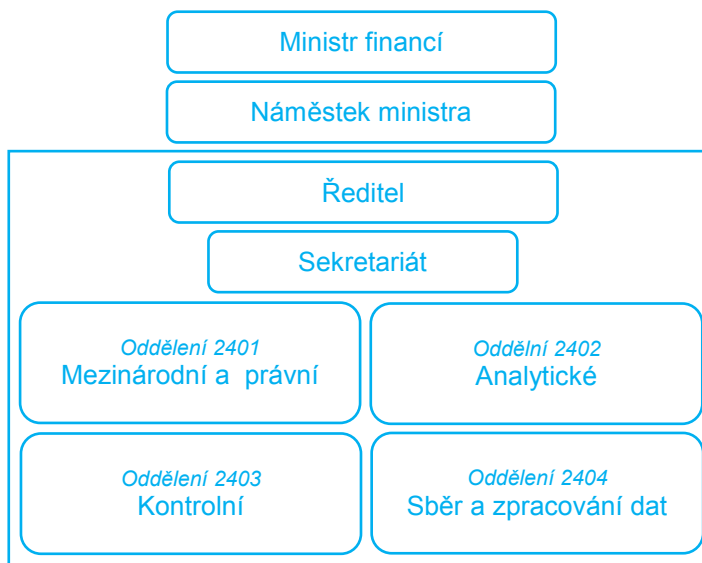 Ministr financí
Náměstek ministra
Ředitel
Sekretariát
Oddělení 2401
Mezinárodní a  právní
Oddělní 2402
Analytické
Oddělení 2403
Kontrolní
Oddělení 2404
Sběr a zpracování dat